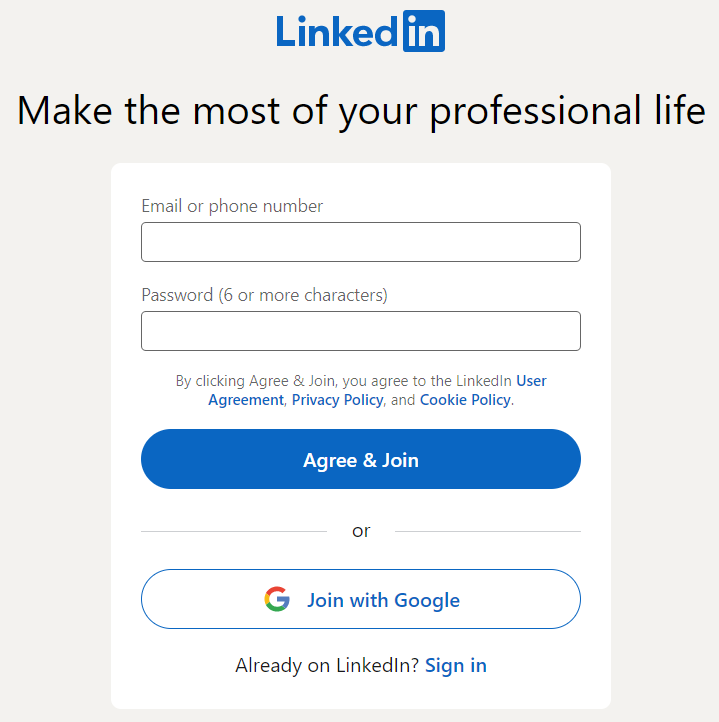 Linkedin
Make the most of your professional life
Email or phone number
Password (6 or more characters)
By clicking Agree & Join, you agree to the LinkedIn User
Agreement, Privacy Policy, and Cookie Policy.
Agree & Join
or
Join with Google
Already on LinkedIn? Sign in